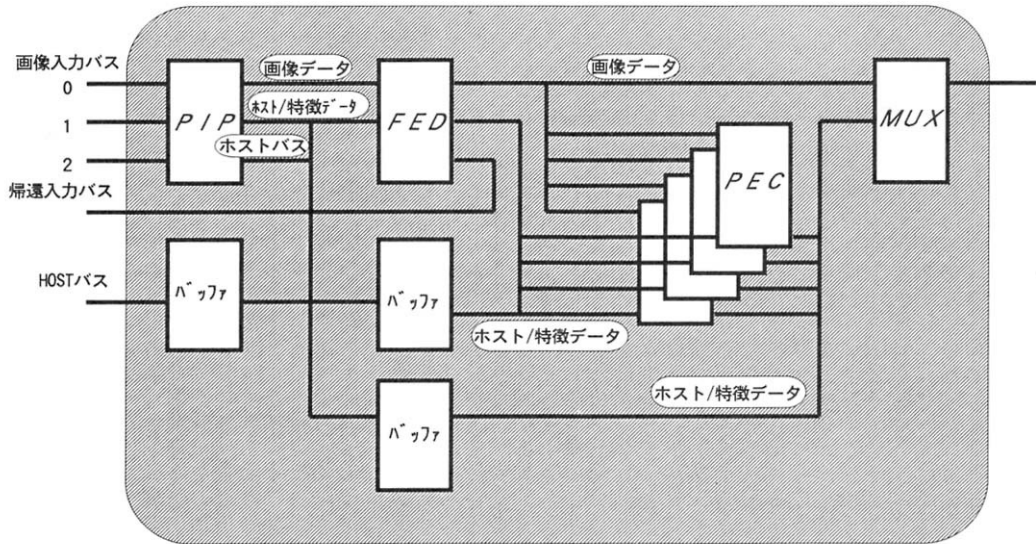 画像入力バス
0
1
2
帰還入力バス
HOSTバス
PIP
画像データ
ﾎｽﾄ/特徴ﾃﾞｰﾀ
ホストバス
FED
画像データ
PEC
MUX
ﾊﾞｯﾌｧ
ﾊﾞｯﾌｧ
ホスト/特徴データ
ホスト/特徴データ
ﾊﾞｯﾌｧ